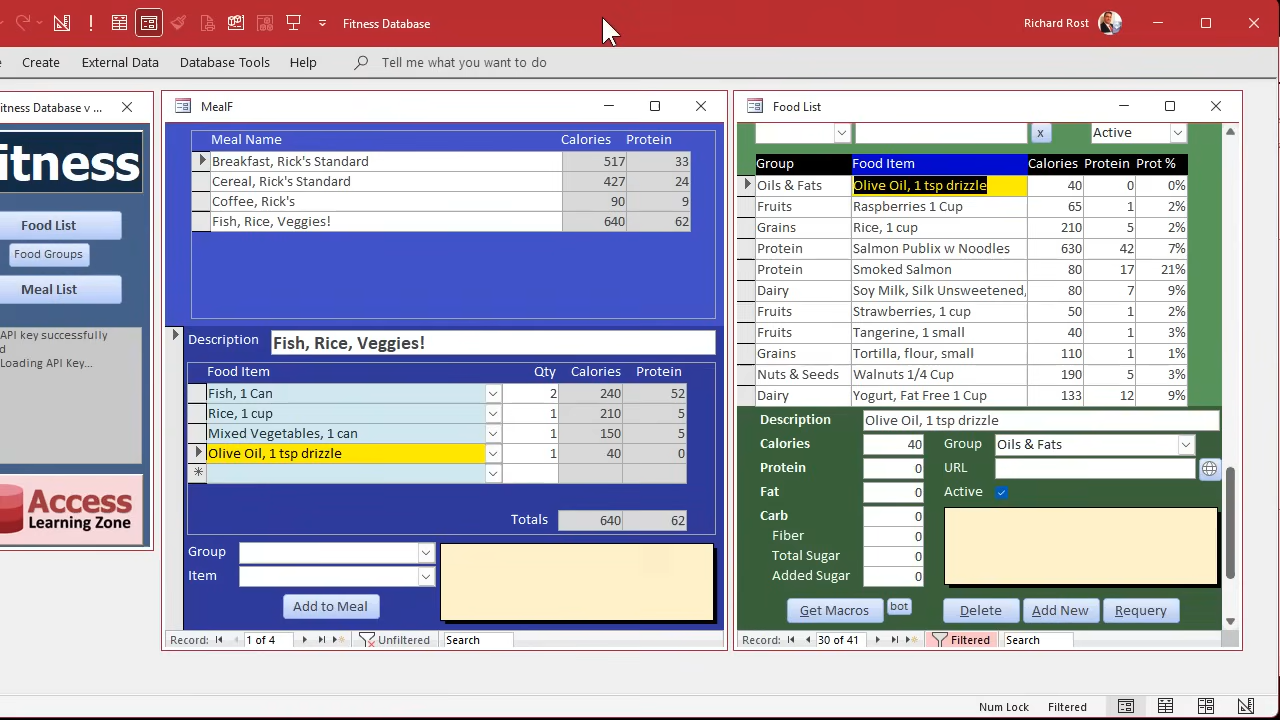 Fitness Database
Richard Rost
Create External Data Database Tools Help Tell me what you want to do
itness Database v ...
itness
Food List
Food Groups
Meal List
API key successfully
d
Loading API Key...
Access
Learning Zone
MealF
Meal Name Calories Protein
Breakfast, Rick's Standard 517 33
Cereal, Rick's Standard 427 24
Coffee, Rick's 90 9
Fish, Rice, Veggies! 640 62
Description Fish, Rice, Veggies!
Food Item Qty Calories Protein
Fish, 1 Can 2 240 52
Rice, 1 cup 1 210 5
Mixed Vegetables, 1 can 1 150 5
Olive Oil, 1 tsp drizzle 1 40 0
Totals 640 62
Group
Item
Add to Meal
Record: 1 of 4 Unfiltered Search
Food List
x Active
Group Food Item Calories Protein Prot %
Oils & Fats Olive Oil, 1 tsp drizzle 40 0 0%
Fruits Raspberries 1 Cup 65 1 2%
Grains Rice, 1 cup 210 5 2%
Protein Salmon Publix w Noodles 630 42 7%
Protein Smoked Salmon 80 17 21%
Dairy Soy Milk, Silk Unsweetened, 80 7 9%
Fruits Strawberries, 1 cup 50 1 2%
Fruits Tangerine, 1 small 40 1 3%
Grains Tortilla, flour, small 110 1 1%
Nuts & Seeds Walnuts 1/4 Cup 190 5 3%
Dairy Yogurt, Fat Free 1 Cup 133 12 9%
Description Olive Oil, 1 tsp drizzle
Calories 40 Group Oils & Fats
Protein 0 URL
Fat 0 Active
Carb 0
Fiber 0
Total Sugar 0
Added Sugar 0
Get Macros bot Delete Add New Requery
Record: 30 of 41 Filtered Search
Num Lock Filtered